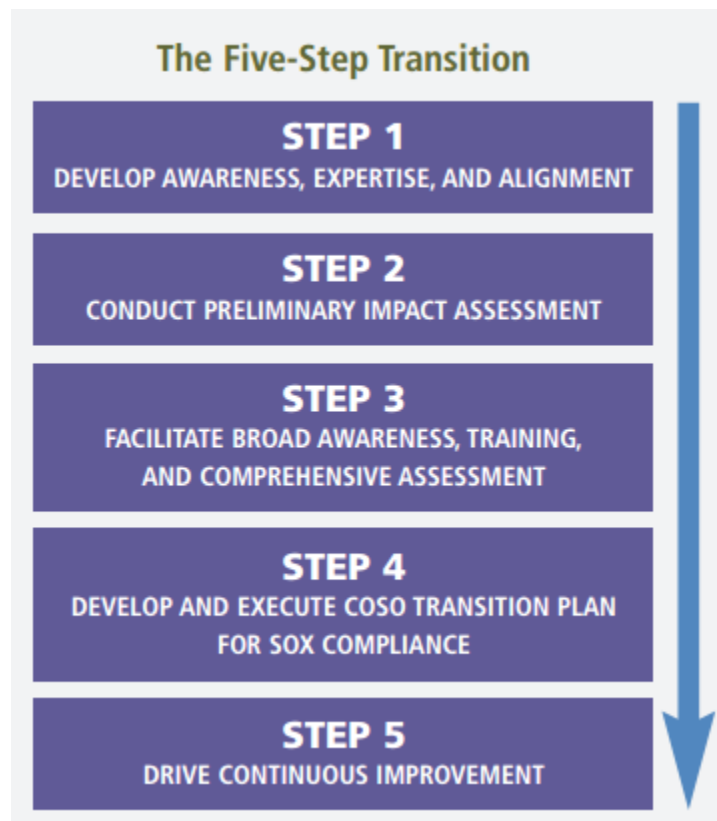 The Five-Step Transition
STEP 1
DEVELOP AWARENESS, EXPERTISE, AND ALIGNMENT
STEP 2
CONDUCT PRELIMINARY IMPACT ASSESSMENT
STEP 3
FACILITATE BROAD AWARENESS, TRAINING,
AND COMPREHENSIVE ASSESSMENT
STEP 4
DEVELOP AND EXECUTE COSO TRANSITION PLAN
FOR SOX COMPLIANCE
STEP 5
DRIVE CONTINUOUS IMPROVEMENT